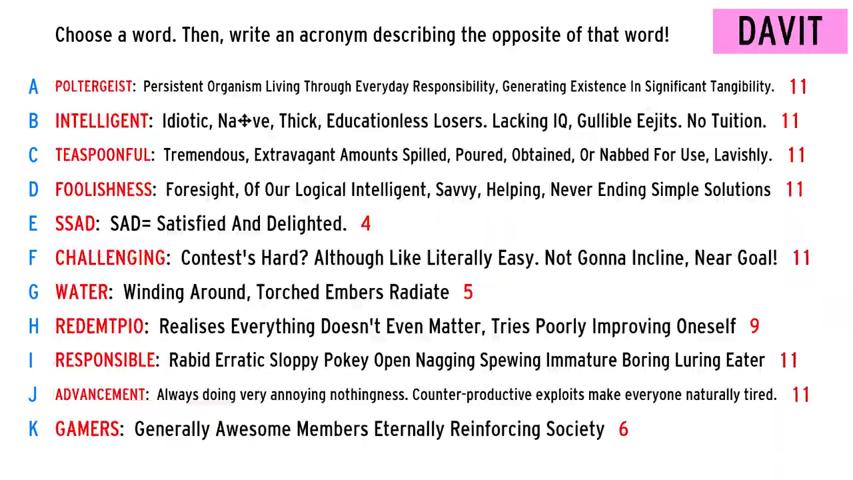 Choose a word. Then, write an acronym describing the opposite of that word!
DAVIT
A POLTERGEIST: Persistent Organism Living Through Everyday Responsibility, Generating Existence In Significant Tangibility. 11
B INTELLIGENT: Idiotic, Na✥ve, Thick, Educationless Losers. Lacking IQ, Gullible Eejits. No Tuition. 11
C TEASPOONFUL: Tremendous, Extravagant Amounts Spilled, Poured, Obtained, Or Nabbed For Use, Lavishly. 11
D FOOLISHNESS: Foresight, Of Our Logical Intelligent, Savvy, Helping, Never Ending Simple Solutions 11
E SSAD: SAD= Satisfied And Delighted. 4
F CHALLENGING: Contest's Hard? Although Like Literally Easy. Not Gonna Incline, Near Goal! 11
G WATER: Winding Around, Torched Embers Radiate 5
H REDEMTPIO: Realises Everything Doesn't Even Matter, Tries Poorly Improving Oneself 9
I RESPONSIBLE: Rabid Erratic Sloppy Pokey Open Nagging Spewing Immature Boring Luring Eater 11
J ADVANCEMENT: Always doing very annoying nothingness. Counter-productive exploits make everyone naturally tired. 11
K GAMERS: Generally Awesome Members Eternally Reinforcing Society 6